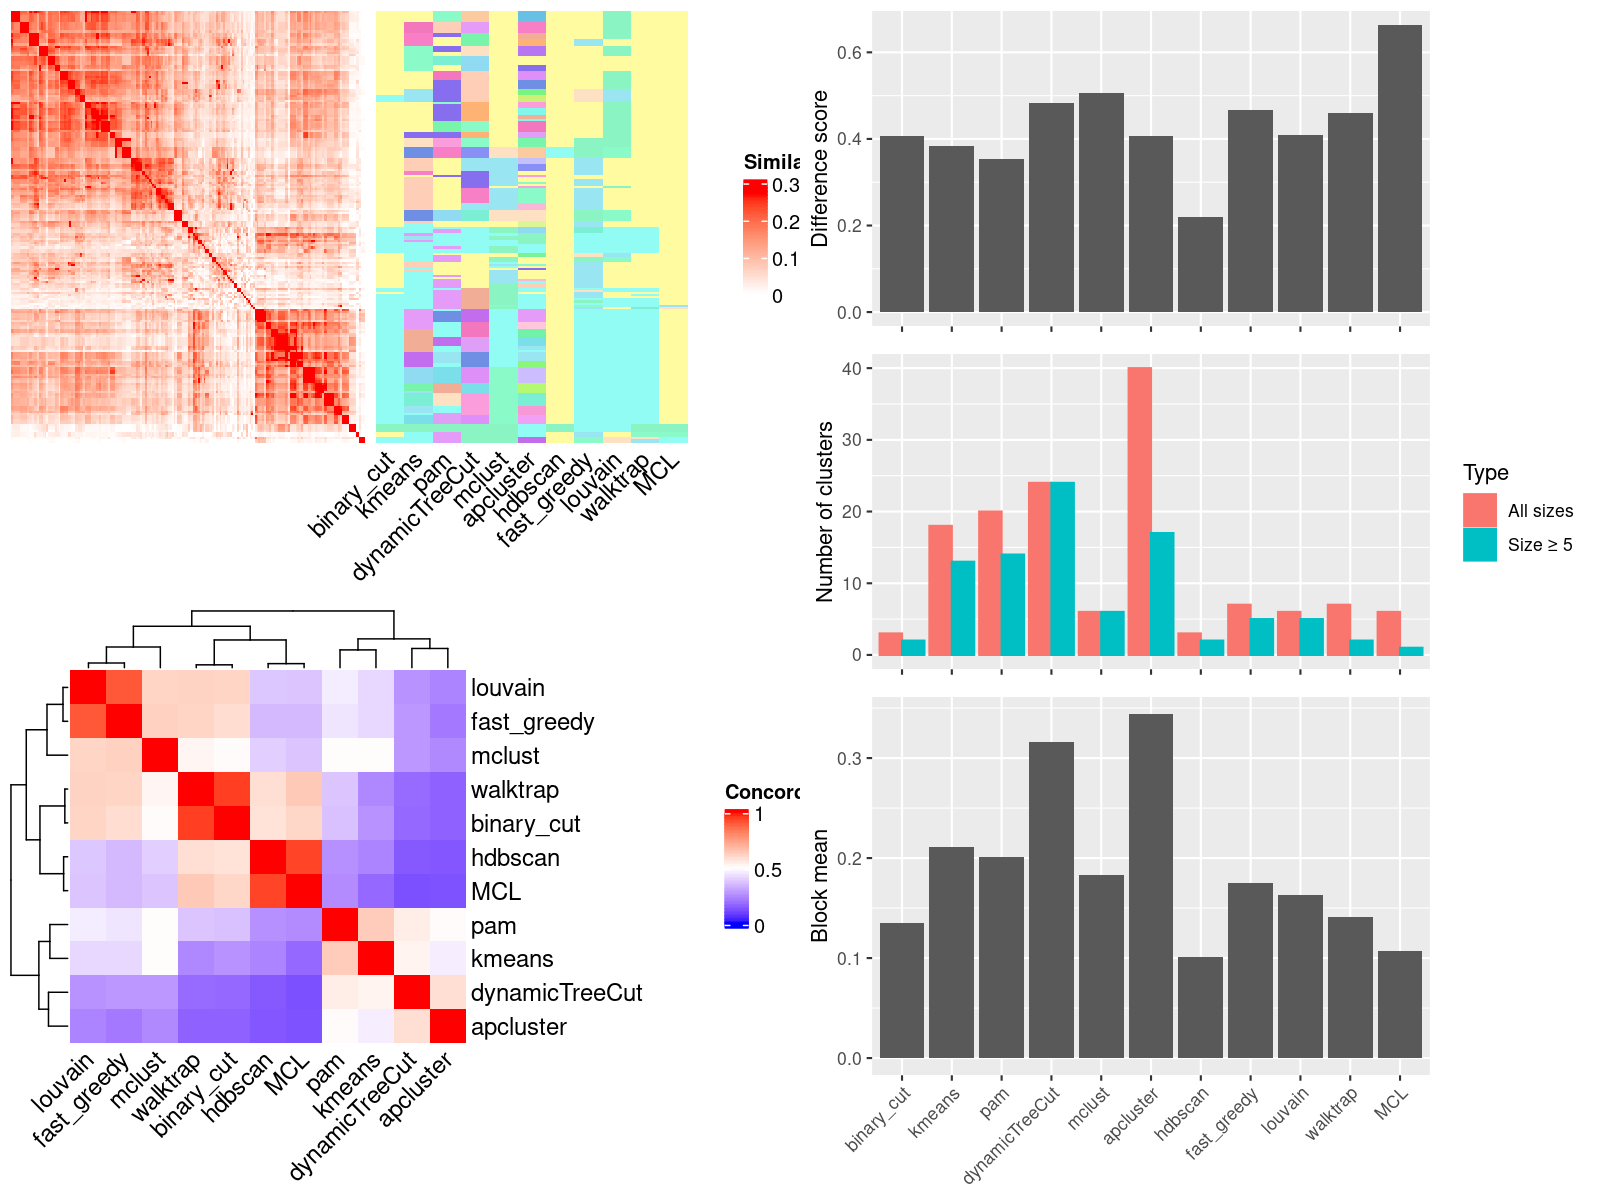 Simila
0.3
0.2
0.1
0
binary_cut
kmeans
pam
dynamicTreeCut
mclust
apcluster
hdbscan
fast_greedy
louvain
walktrap
MCL
louvain
fast_greedy
mclust
walktrap
binary_cut
hdbscan
MCL
pam
kmeans
dynamicTreeCut
apcluster
Concord
1
0.5
0
louvain
fast_greedy
mclust
walktrap
binary_cut
hdbscan
MCL
pam
kmeans
dynamicTreeCut
apcluster
Difference score
0.6
0.4
0.2
0.0
Number of clusters
40
30
20
10
0
Type
All sizes
Size ≥ 5
Block mean
0.3
0.2
0.1
0.0
binary_cut
kmeans
pam
dynamicTreeCut
mclust
apcluster
hdbscan
fast_greedy
louvain
walktrap
MCL